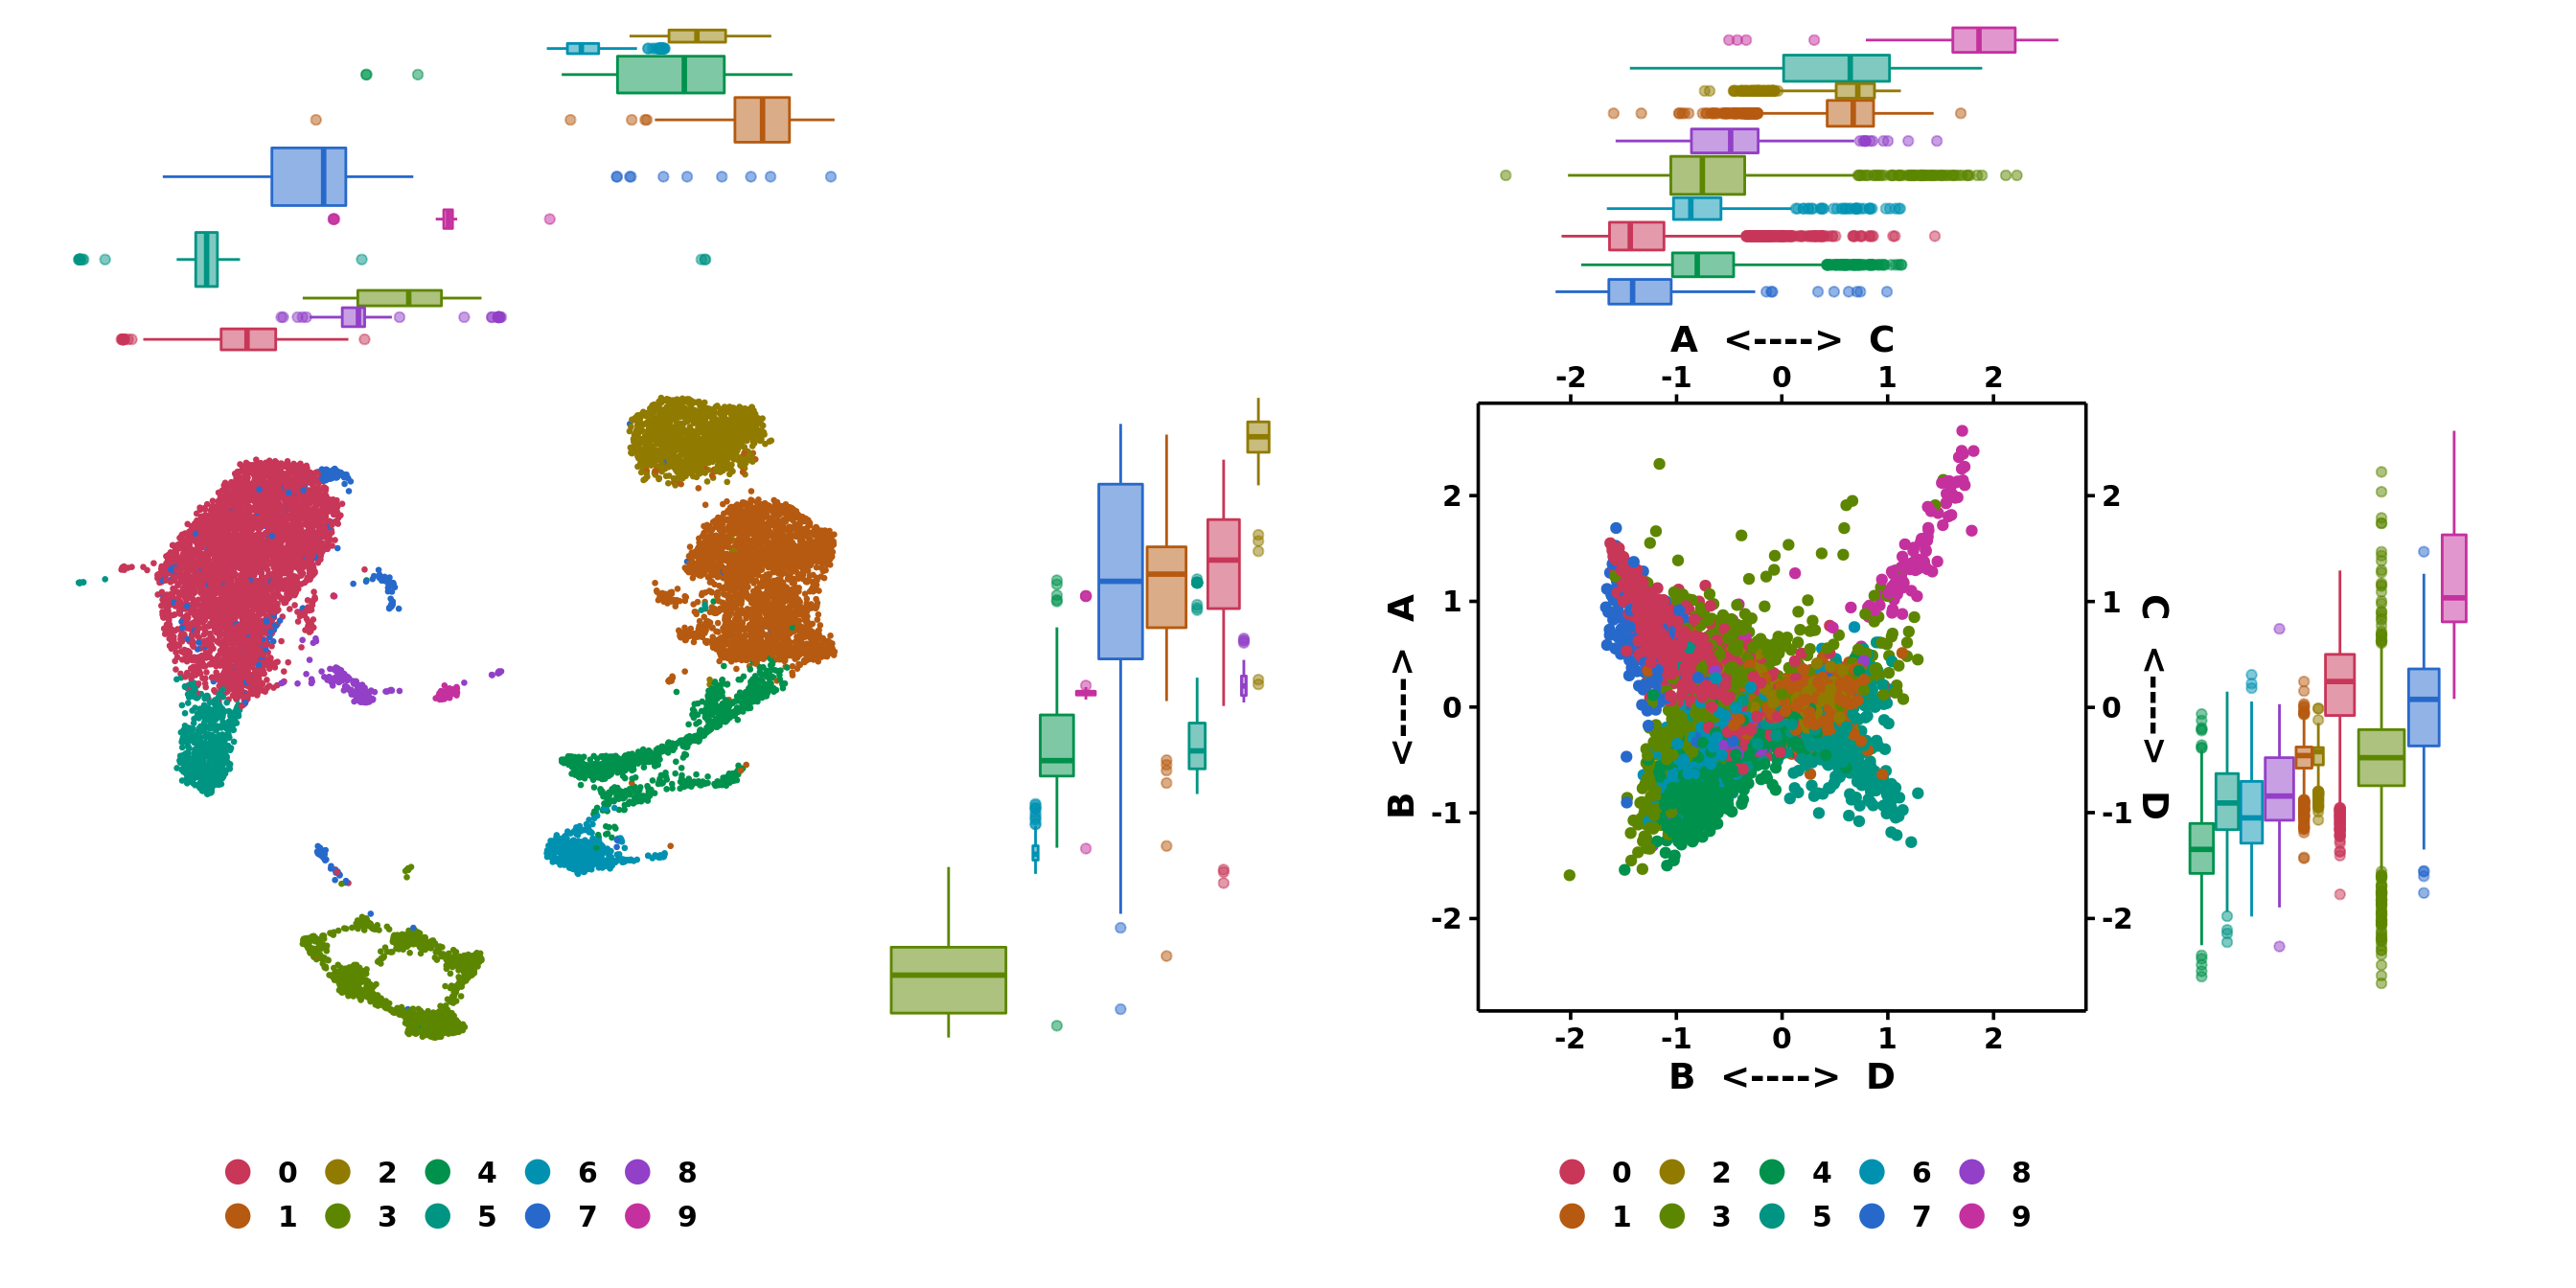 A <----> C
-2 -1 0 1 2
2 2
1 1
0 0
-1 -1
-2 -2
B <----> A
C <----> D
-2 -1 0 1 2
B <----> D
0 2 4 6 8
1 3 5 7 9
0 2 4 6 8
1 3 5 7 9